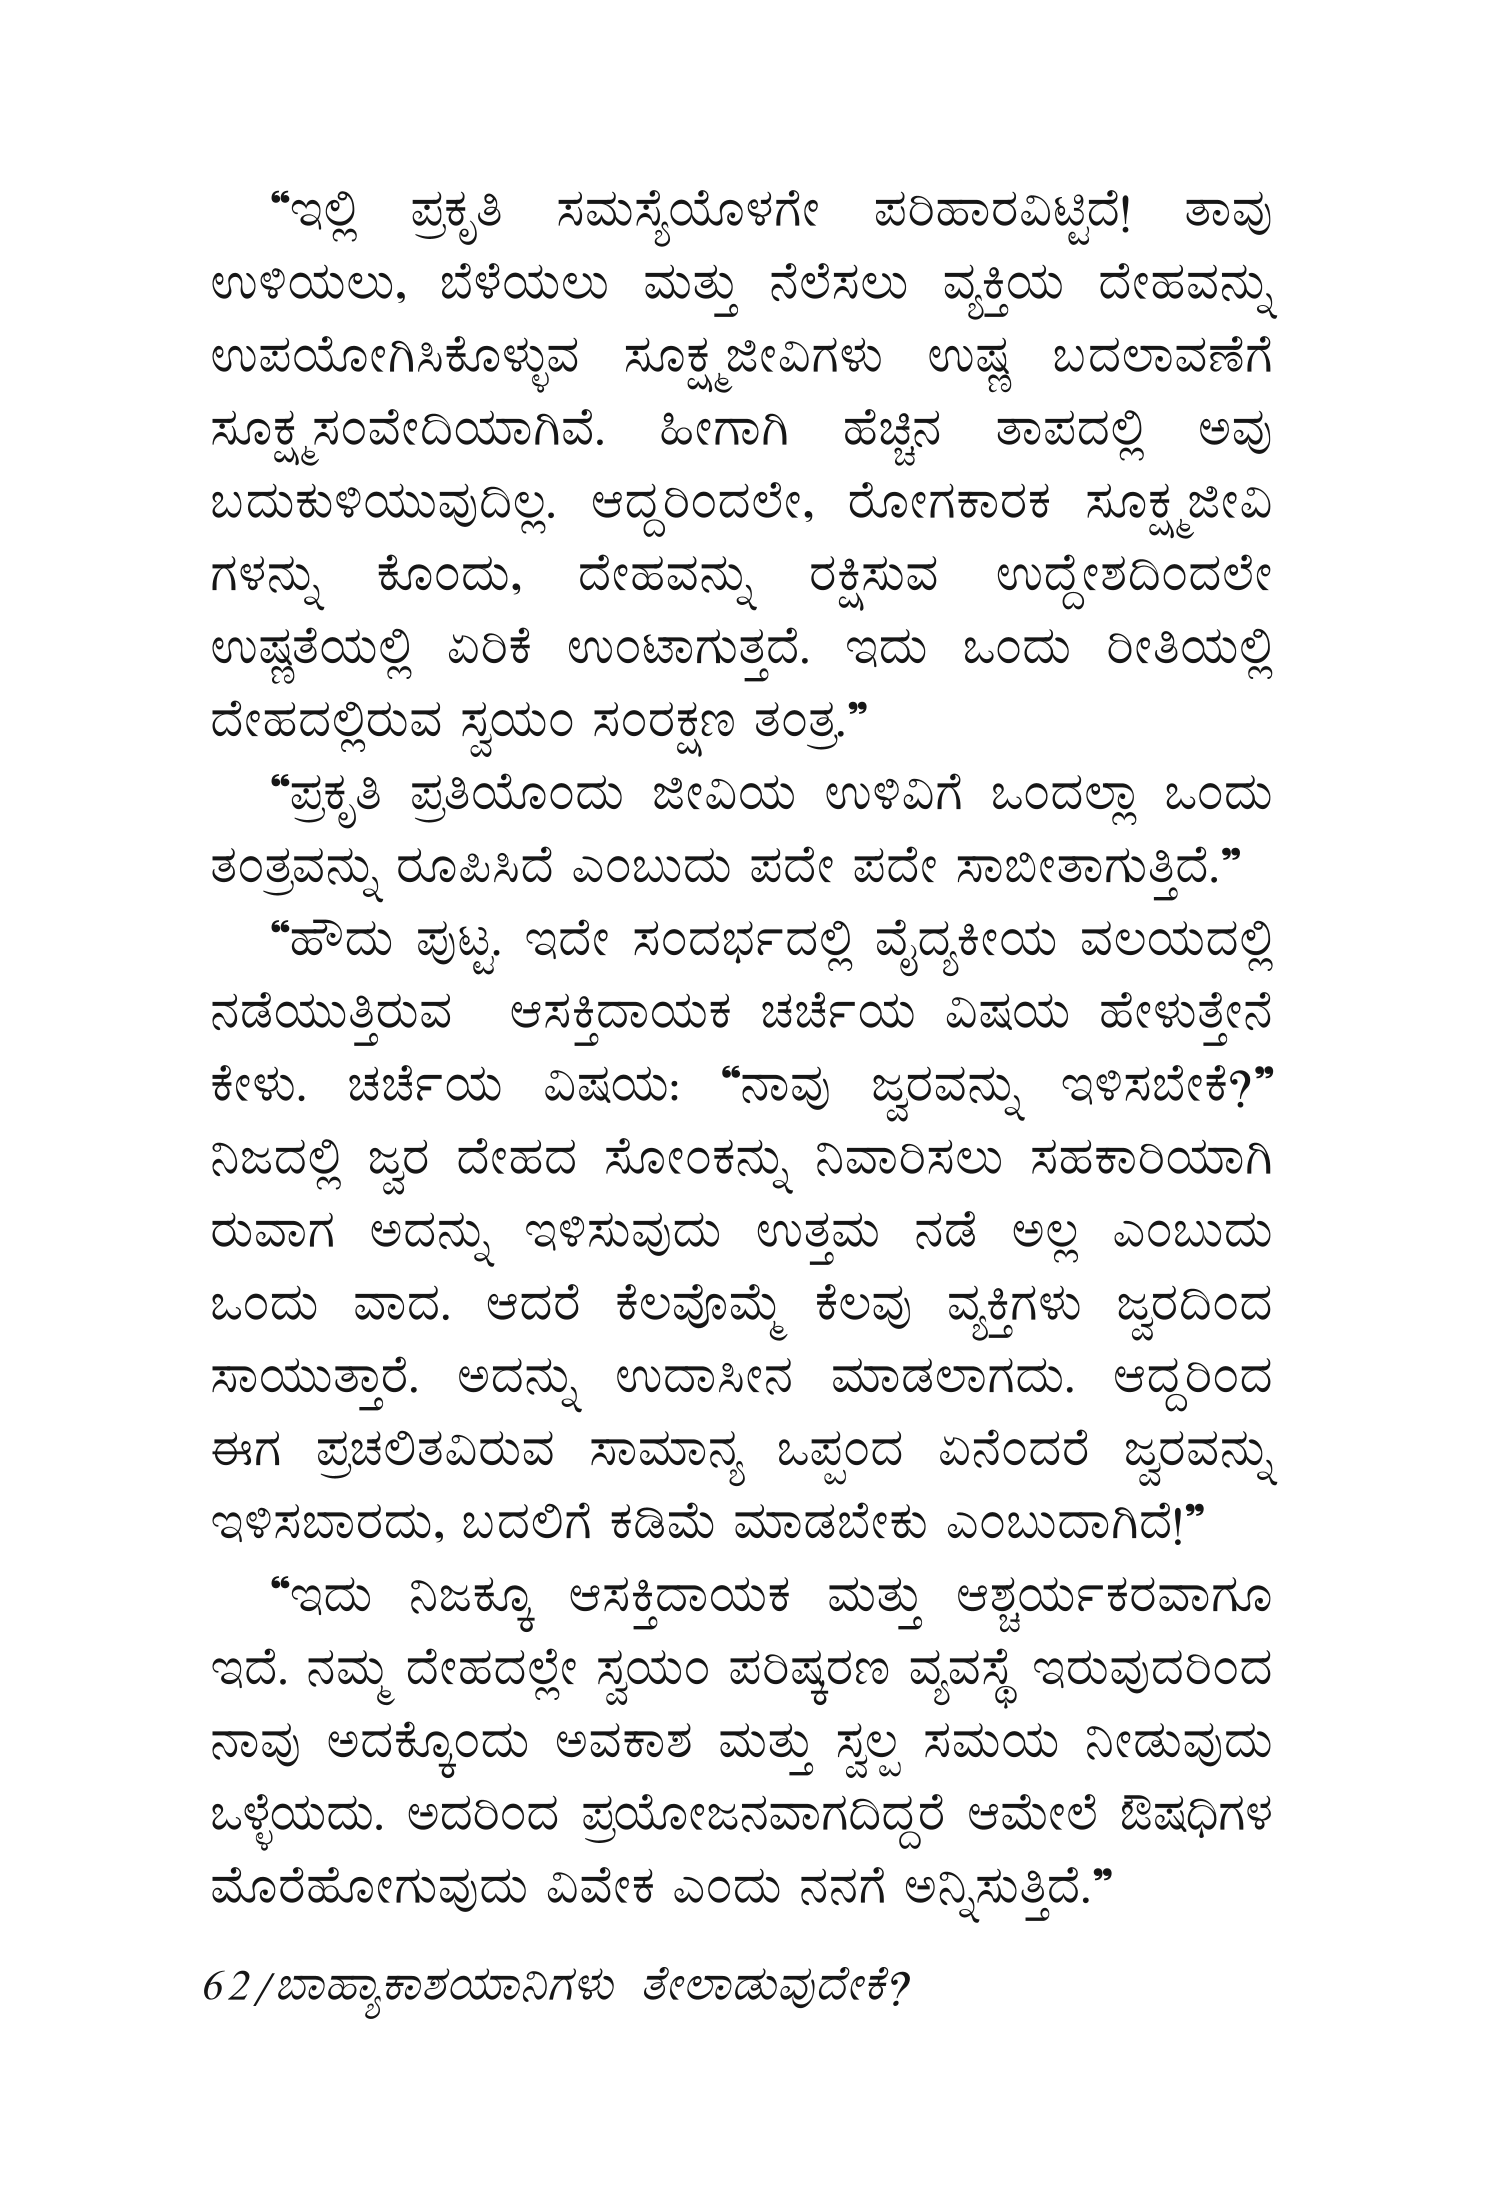 “ಇಲ್ಲಿ ಪ್ರಕೃತಿ ಸಮಸ್ಯೆಯೊಳಗೇ ಪರಿಹಾರವಿಟ್ಟಿದೆ! ತಾವು
ಉಳಿಯಲು, ಬೆಳೆಯಲು ಮತ್ತು ನೆಲೆಸಲು ವ್ಯಕ್ತಿಯ ದೇಹವನ್ನು
ಉಪಯೋಗಿಸಿಕೊಳ್ಳುವ ಸೂಕ್ಷ್ಮಜೀವಿಗಳು ಉಷ್ಣ ಬದಲಾವಣೆಗೆ
ಸೂಕ್ಷ್ಮಸಂವೇದಿಯಾಗಿವೆ. ಹೀಗಾಗಿ ಹೆಚ್ಚಿನ ತಾಪದಲ್ಲಿ ಅವು
ಬದುಕುಳಿಯುವುದಿಲ್ಲ. ಆದ್ದರಿಂದಲೇ, ರೋಗಕಾರಕ ಸೂಕ್ಷ್ಮಜೀವಿ
ಗಳನ್ನು ಕೊಂದು, ದೇಹವನ್ನು ರಕ್ಷಿಸುವ ಉದ್ದೇಶದಿಂದಲೇ
ಉಷ್ಣತೆಯಲ್ಲಿ ಏರಿಕೆ ಉಂಟಾಗುತ್ತದೆ. ಇದು ಒಂದು ರೀತಿಯಲ್ಲಿ
ದೇಹದಲ್ಲಿರುವ ಸ್ವಯಂ ಸಂರಕ್ಷಣ ತಂತ್ರ.”
“ಪ್ರಕೃತಿ ಪ್ರತಿಯೊಂದು ಜೀವಿಯ ಉಳಿವಿಗೆ ಒಂದಲ್ಲಾ ಒಂದು
ತಂತ್ರವನ್ನು ರೂಪಿಸಿದೆ ಎಂಬುದು ಪದೇ ಪದೇ ಸಾಬೀತಾಗುತ್ತಿದೆ.”
“ಹೌದು ಪುಟ್ಟ. ಇದೇ ಸಂದರ್ಭದಲ್ಲಿ ವೈದ್ಯಕೀಯ ವಲಯದಲ್ಲಿ
ನಡೆಯುತ್ತಿರುವ ಆಸಕ್ತಿದಾಯಕ ಚರ್ಚೆಯ ವಿಷಯ ಹೇಳುತ್ತೇನೆ
ಕೇಳು. ಚರ್ಚೆಯ ವಿಷಯ: “ನಾವು ಜ್ವರವನ್ನು ಇಳಿಸಬೇಕೆ?”
ನಿಜದಲ್ಲಿ ಜ್ವರ ದೇಹದ ಸೋಂಕನ್ನು ನಿವಾರಿಸಲು ಸಹಕಾರಿಯಾಗಿ
ರುವಾಗ ಅದನ್ನು ಇಳಿಸುವುದು ಉತ್ತಮ ನಡೆ ಅಲ್ಲ ಎಂಬುದು
ಒಂದು ವಾದ. ಆದರೆ ಕೆಲವೊಮ್ಮೆ ಕೆಲವು ವ್ಯಕ್ತಿಗಳು ಜ್ವರದಿಂದ
ಸಾಯುತ್ತಾರೆ. ಅದನ್ನು ಉದಾಸೀನ ಮಾಡಲಾಗದು. ಆದ್ದರಿಂದ
ಈಗ ಪ್ರಚಲಿತವಿರುವ ಸಾಮಾನ್ಯ ಒಪ್ಪಂದ ಏನೆಂದರೆ ಜ್ವರವನ್ನು
ಇಳಿಸಬಾರದು, ಬದಲಿಗೆ ಕಡಿಮೆ ಮಾಡಬೇಕು ಎಂಬುದಾಗಿದೆ!”
“ಇದು ನಿಜಕ್ಕೂ ಆಸಕ್ತಿದಾಯಕ ಮತ್ತು ಆಶ್ಚರ್ಯಕರವಾಗೂ
ಇದೆ. ನಮ್ಮ ದೇಹದಲ್ಲೇ ಸ್ವಯಂ ಪರಿಷ್ಕರಣ ವ್ಯವಸ್ಥೆ ಇರುವುದರಿಂದ
ನಾವು ಅದಕ್ಕೊಂದು ಅವಕಾಶ ಮತ್ತು ಸ್ವಲ್ಪ ಸಮಯ ನೀಡುವುದು
ಒಳ್ಳೆಯದು. ಅದರಿಂದ ಪ್ರಯೋಜನವಾಗದಿದ್ದರೆ ಆಮೇಲೆ ಔಷಧಿಗಳ
ಮೊರೆಹೋಗುವುದು ವಿವೇಕ ಎಂದು ನನಗೆ ಅನ್ನಿಸುತ್ತಿದೆ.”
62/ಬಾಹ್ಯಾಕಾಶಯಾನಿಗಳು ತೇಲಾಡುವುದೇಕೆ?